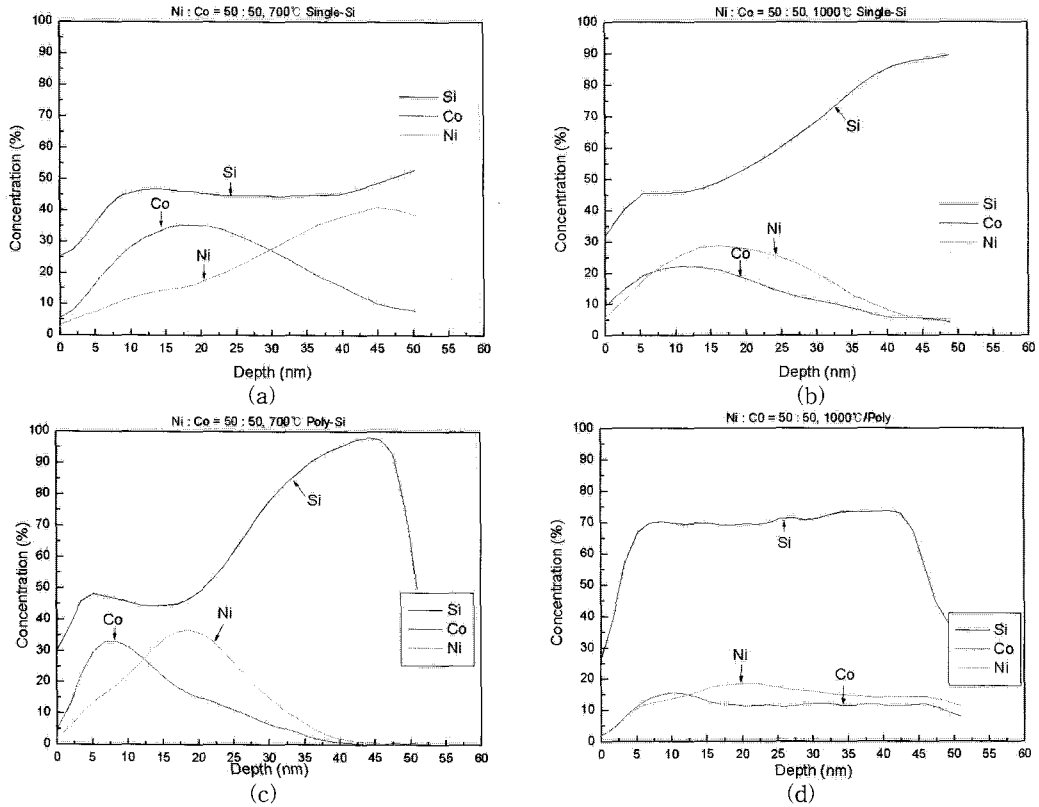 Ni : Co = 50 : 50, 700℃ Single-Si
Concentration (%)
100
90
80
70
60
50
40
30
20
10
0
Si
Co
Ni
Si
Co
Ni
0 5 10 15 20 25 30 35 40 45 50 55 60
Depth (nm)
(a)
Ni : Co = 50 : 50, 1000℃ Single-Si
Concentration (%)
100
90
80
70
60
50
40
30
20
10
0
Si
Si
Co
Ni
Ni
Co
0 5 10 15 20 25 30 35 40 45 50 55 60
Depth (nm)
(b)
Ni : Co = 50 : 50, 700℃ Poly-Si
Concentration (%)
100
90
80
70
60
50
40
30
20
10
0
Si
Co
Ni
Si
Co
Ni
0 5 10 15 20 25 30 35 40 45 50 55 60
Depth (nm)
(c)
Ni : C0 = 50 : 50, 1000℃/Poly
Concentration (%)
100
90
80
70
60
50
40
30
20
10
0
Si
Ni
Co
Si
Co
Ni
0 5 10 15 20 25 30 35 40 45 50 55 60
Depth (nm)
(d)